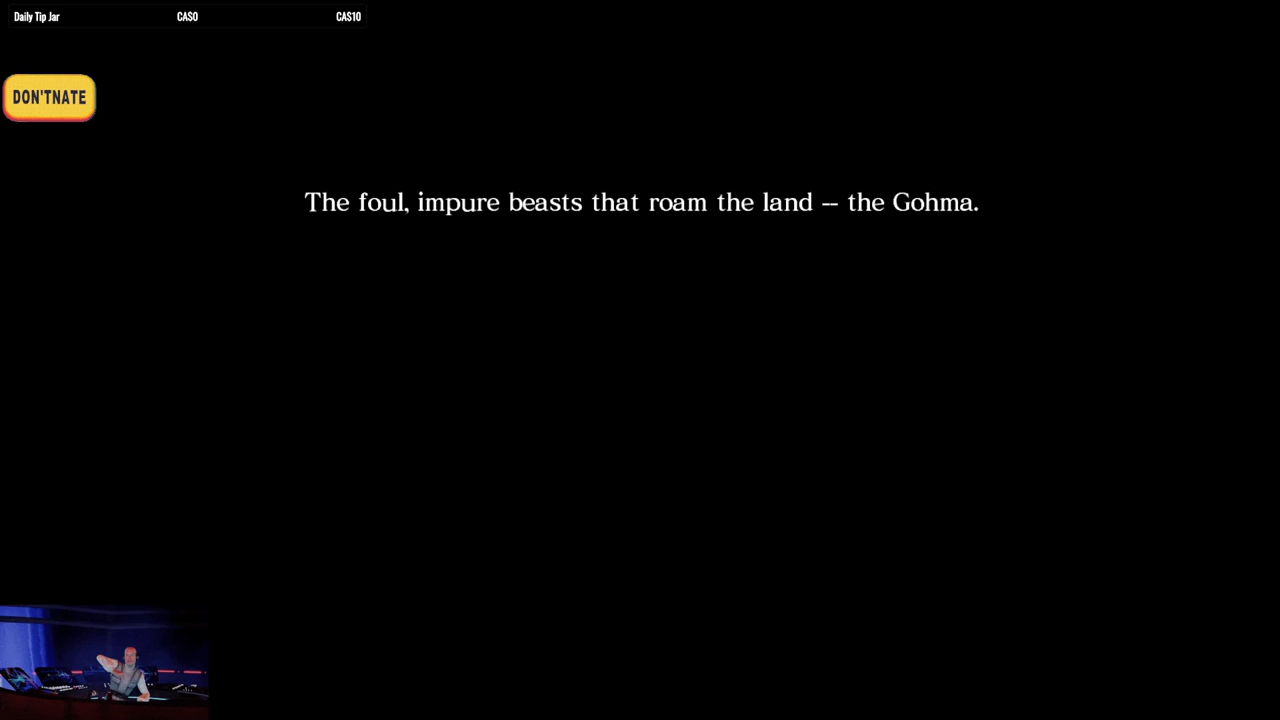 Daily Tip Jar CA$0 CA$10
DON'TNATE
The foul, impure beasts that roam the land -- the Gohma.